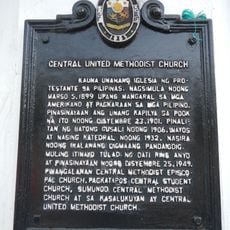 CENTRAL UNITED METHODIST CHURCH
KAUNA UNAHANG IGLESIA NG PRO-
TESTANTE SA PILIPINAS. NAGSIMULA NOONG
MARSO 5, 1899 UPANG MANGARAL SA MGA
AMERIKANO AT PAGKARAAN SA MGA PILIPINO.
PINASINAYAAN ANG UNANG KAPILYA SA POOK
NA ITO NOONG DISYEMBRE 23, 1901. PINALI-
TAN NG BATONG GUSALI NOONG 1906. INAYOS
AT NAGING KATEDRAL NOONG 1932. NASIRA
NOONG IKALAWANG DIGMAANG PANDAIGDIG.
MULING ITINAYO TULAD NG DATI RING ANYO
AT PINASINAYAAN NOONG DISYEMBRE 25, 1949.
PINANGALANAN CENTRAL METHODIST EPISCO-
PAL CHURCH, PAGKATAPOS CENTRAL STUDENT
CHURCH, SUMUNOD CENTRAL METHODIST
CHURCH AT SA KASALUKUYAN AY CENTRAL
UNITED METHODIST CHURCH.